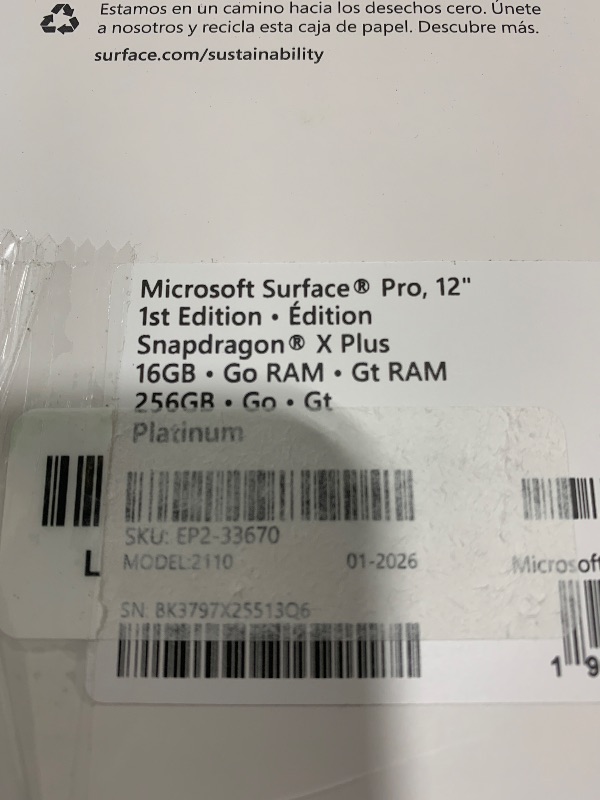 Estamos en un camino hacia los desechos cero. Únete
a nosotros y recicla esta caja de papel. Descubre más.
surface.com/sustainability
Microsoft Surface® Pro, 12"
1st Edition • Édition
Snapdragon® X Plus
16GB • Go RAM • Gt RAM
256GB • Go • Gt
Platinum
SKU: EP2-33670
MODEL:2110
01-2026
Microsoft
L
SN: BK3797X25513Q6
1 9